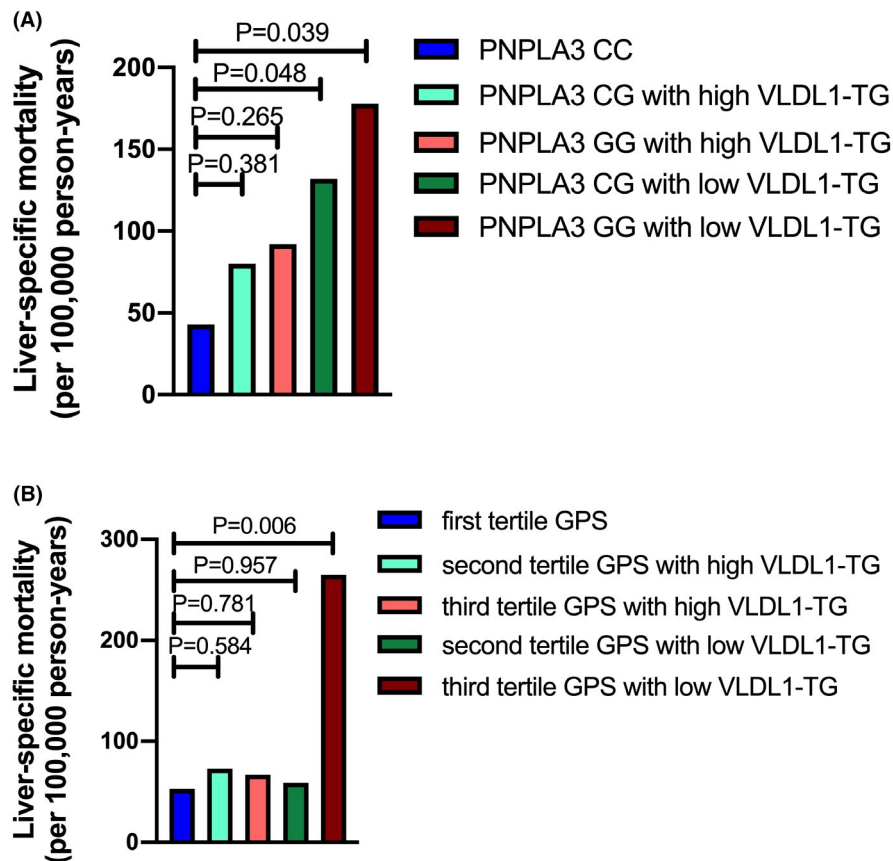 (A)
Liver-specific mortality
(per 100,000 person-years)
200
150
100
50
0
P=0.039
P=0.048
P=0.265
P=0.381
PNPLA3 CC
PNPLA3 CG with high VLDL1-TG
PNPLA3 GG with high VLDL1-TG
PNPLA3 CG with low VLDL1-TG
PNPLA3 GG with low VLDL1-TG
(B)
Liver-specific mortality
(per 100,000 person-years)
300
200
100
0
P=0.006
P=0.957
P=0.781
P=0.584
first tertile GPS
second tertile GPS with high VLDL1-TG
third tertile GPS with high VLDL1-TG
second tertile GPS with low VLDL1-TG
third tertile GPS with low VLDL1-TG